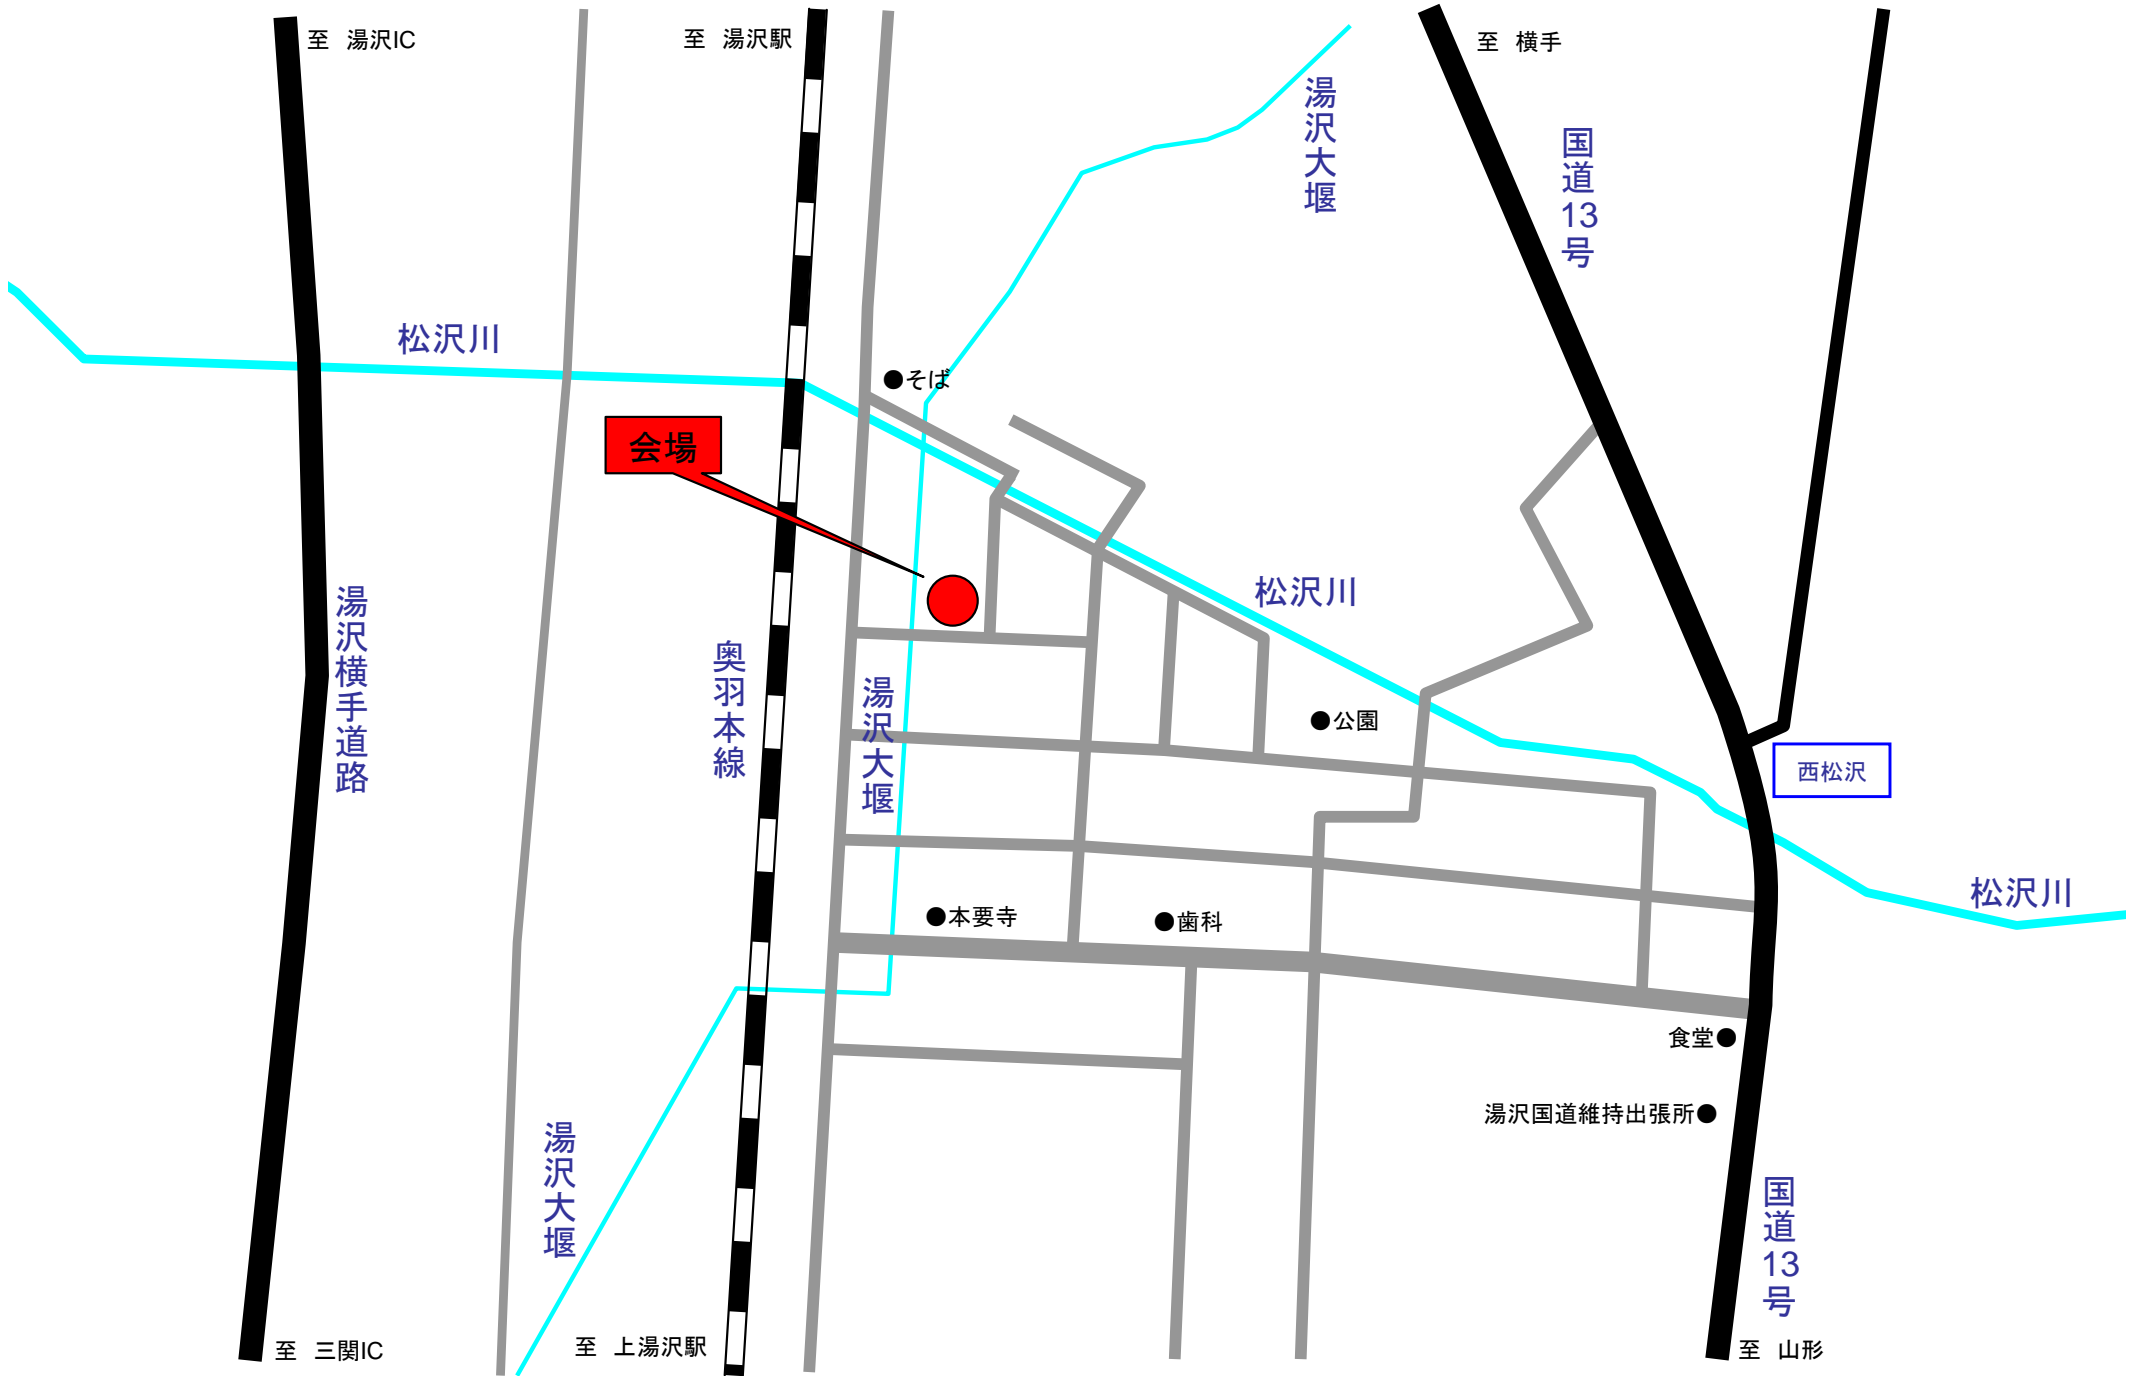 至　湯沢IC
至　湯沢駅
至　横手
湯沢大堰
国道13号
松沢川
そば
会場
松沢川
湯沢横手道路
奥羽本線
湯沢大堰
公園
西松沢
松沢川
本要寺
歯科
食堂
湯沢国道維持出張所
湯沢大堰
国道13号
至　三関IC
至　上湯沢駅
至　山形